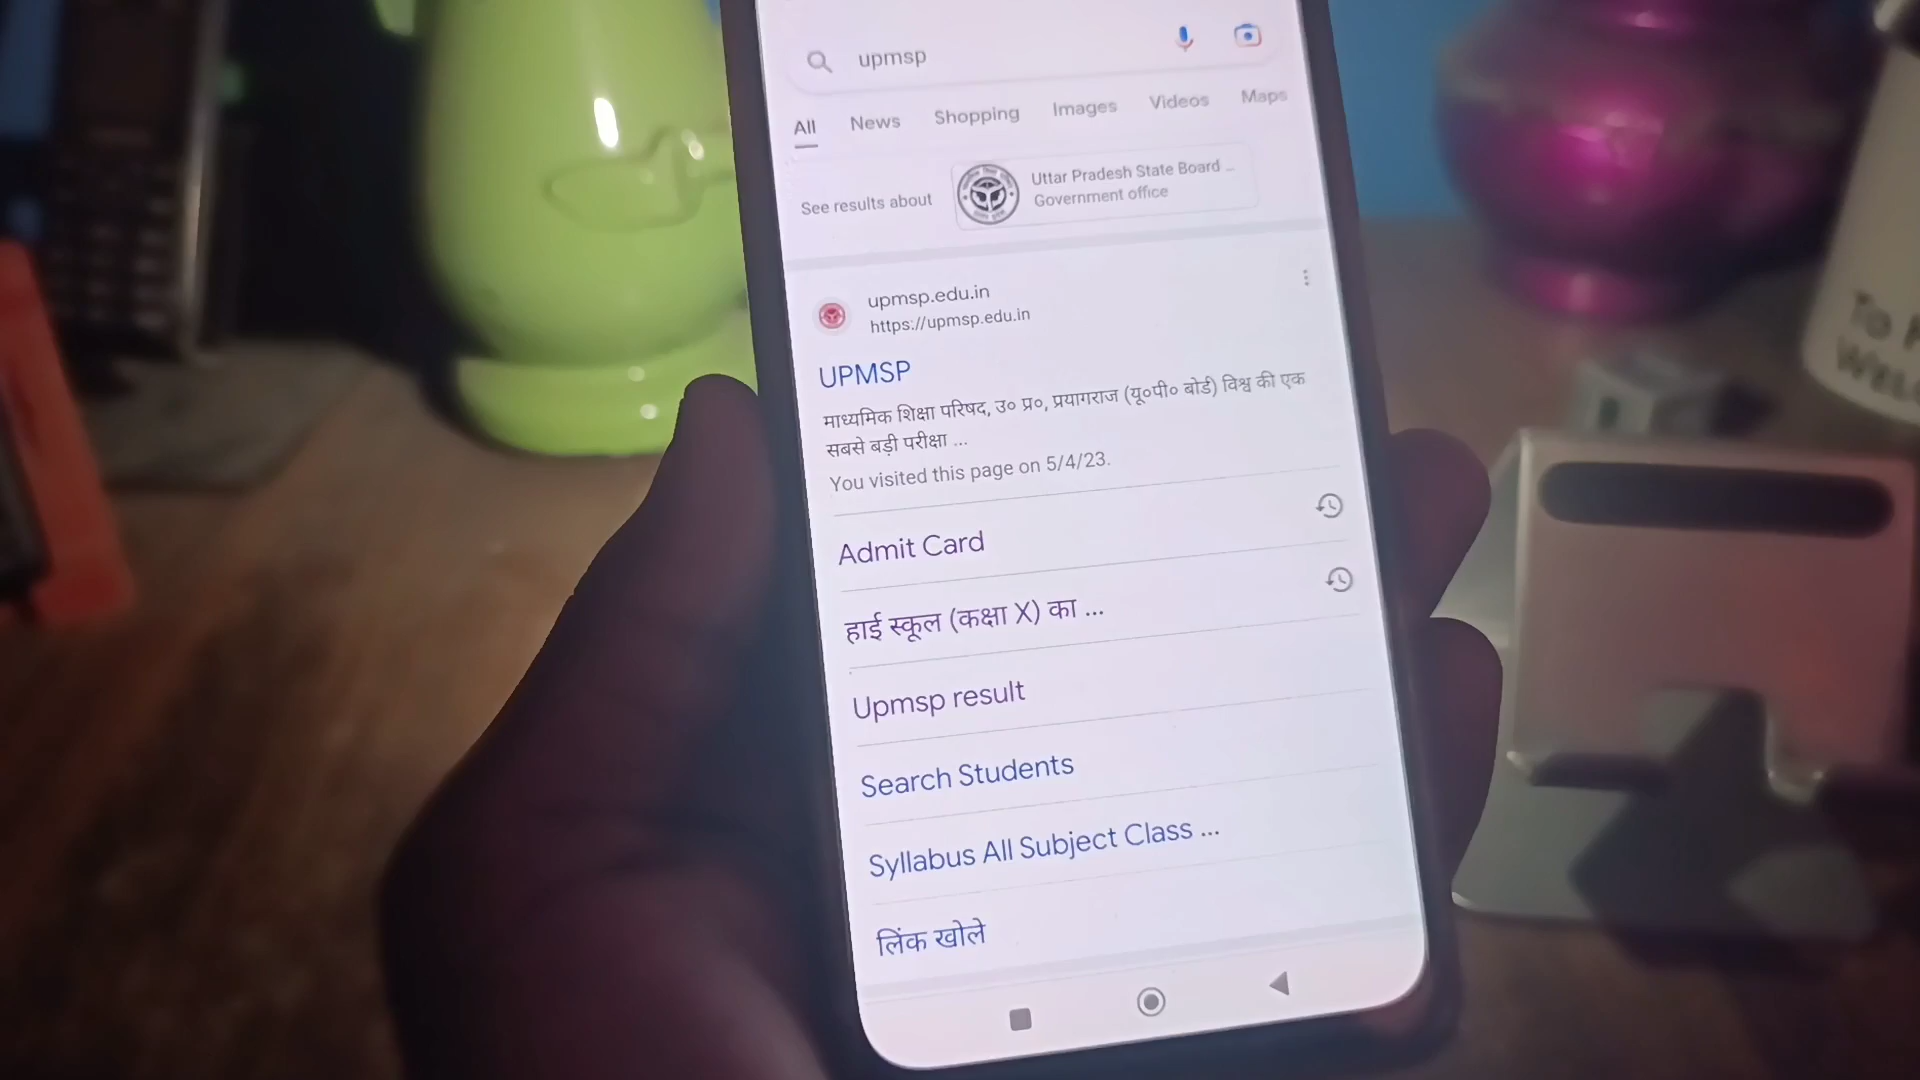 upmsp
All News Shopping Images Videos Maps
See results about
Uttar Pradesh State Board ...
Government office
upmsp.edu.in
https://upmsp.edu.in
UPMSP
माध्यमिक शिक्षा परिषद, उ० प्र०, प्रयागराज (यू०पी० बोर्ड) विश्व की एक
सबसे बड़ी परीक्षा ...
You visited this page on 5/4/23.
Admit Card
हाई स्कूल (कक्षा X) का ...
Upmsp result
Search Students
Syllabus All Subject Class ...
लिंक खोले
To